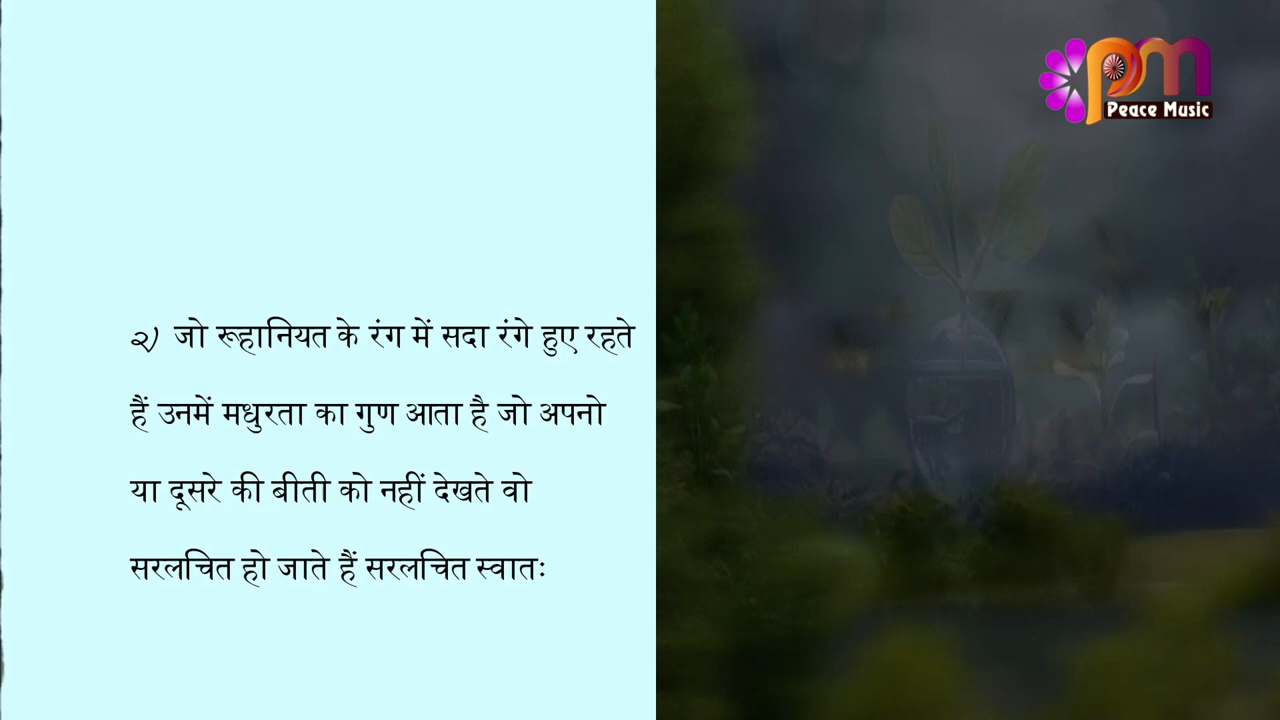 २) जो रूहानियत के रंग में सदा रंगे हुए रहते
हैं उनमें मधुरता का गुण आता है जो अपनो
या दूसरे की बीती को नहीं देखते वो
सरलचित हो जाते हैं सरलचित स्वातः
pm
Peace Music